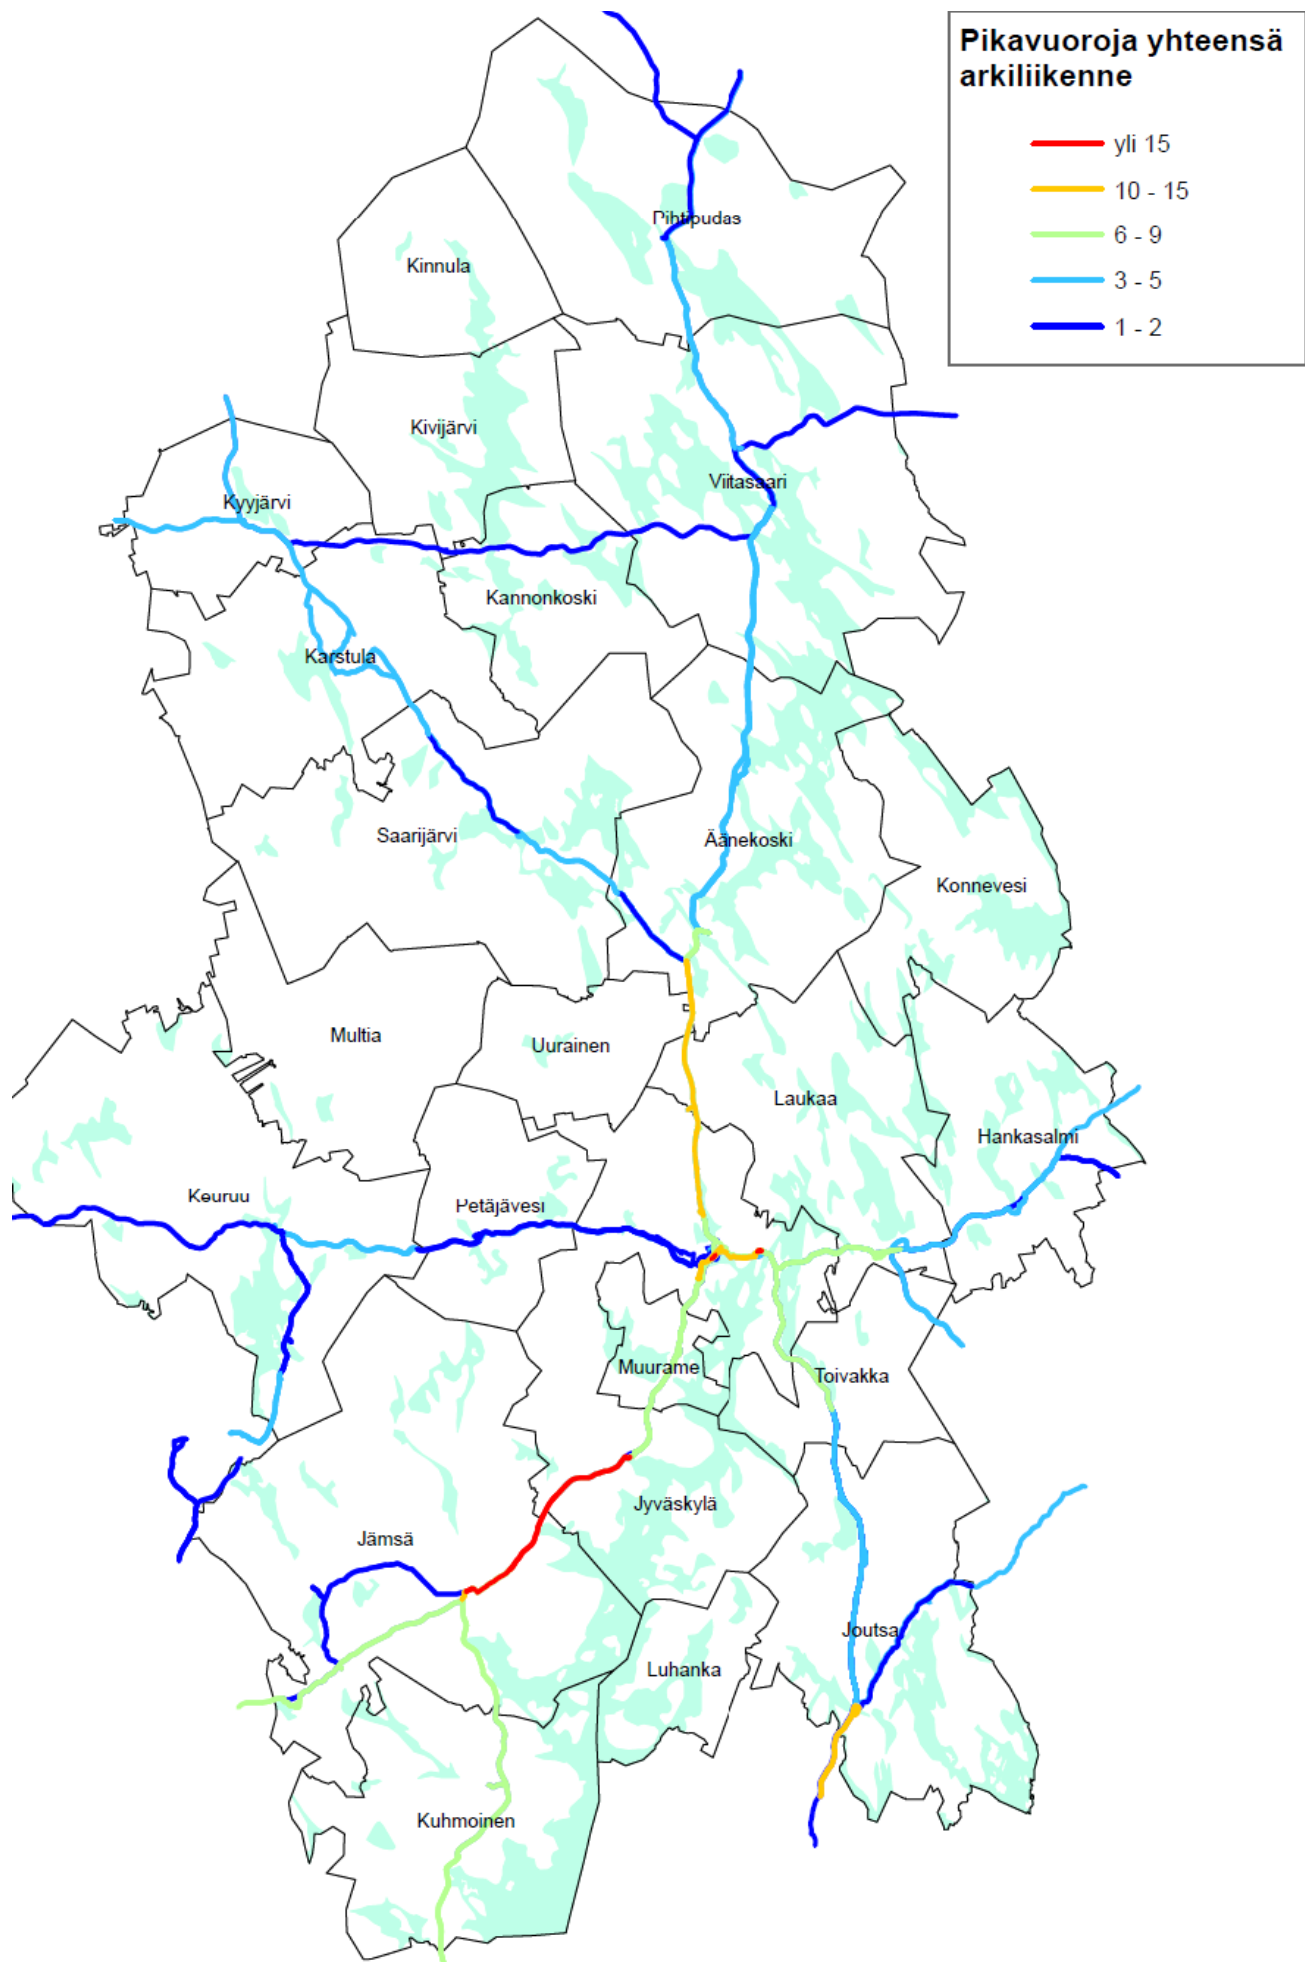 Pikavuoroja yhteensä
arkiliikenne
yli 15
10 - 15
6 - 9
3 - 5
1 - 2
Pihtipudas
Kinnula
Kivijärvi
Viitasaari
Kyyjärvi
Kannonkoski
Karstula
Saarijärvi
Äänekoski
Konnevesi
Multia
Uurainen
Laukaa
Hankasalmi
Keuruu
Petäjävesi
Muurame
Toivakka
Jyväskylä
Jämsä
Joutsa
Luhanka
Kuhmoinen